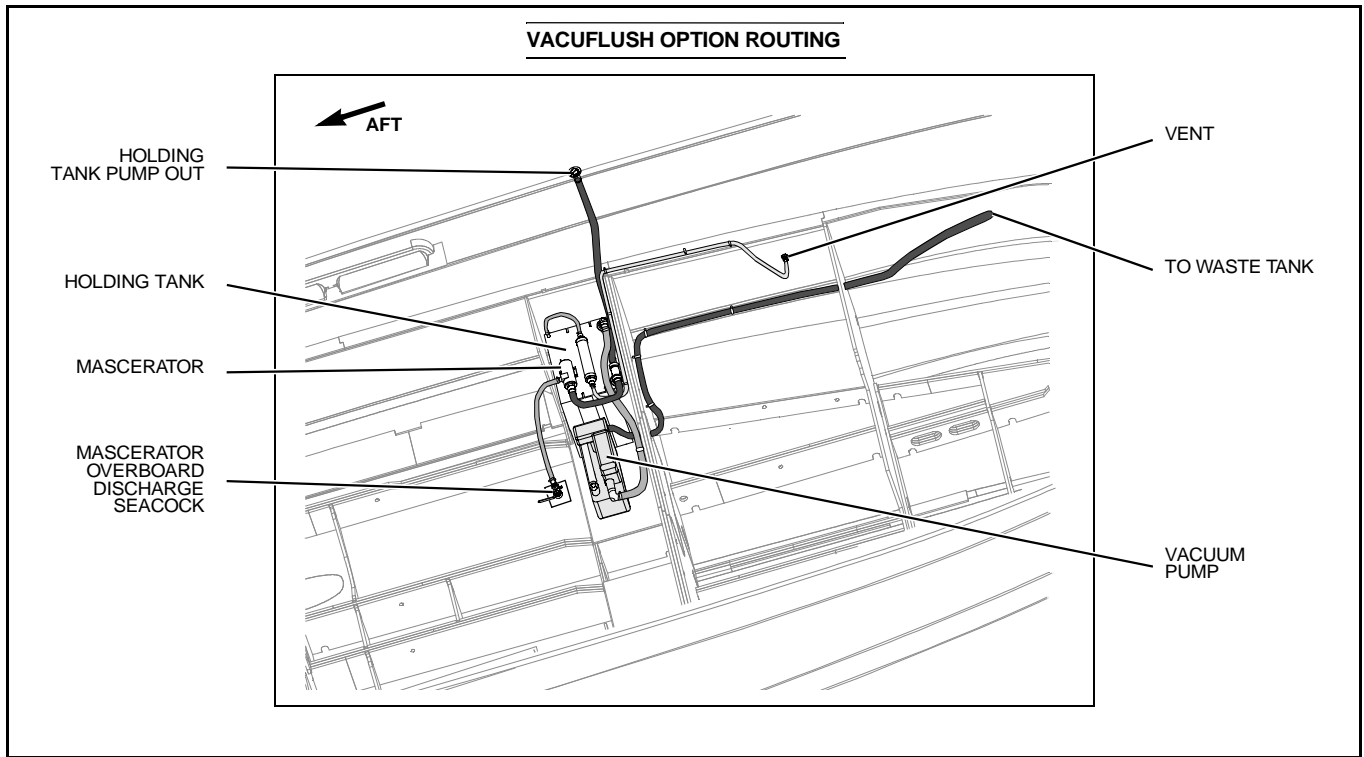 VACUFLUSH OPTION ROUTING
AFT
HOLDING
TANK PUMP OUT
HOLDING TANK
MASCERATOR
MASCERATOR
OVERBOARD
DISCHARGE
SEACOCK
VENT
TO WASTE TANK
VACUUM
PUMP